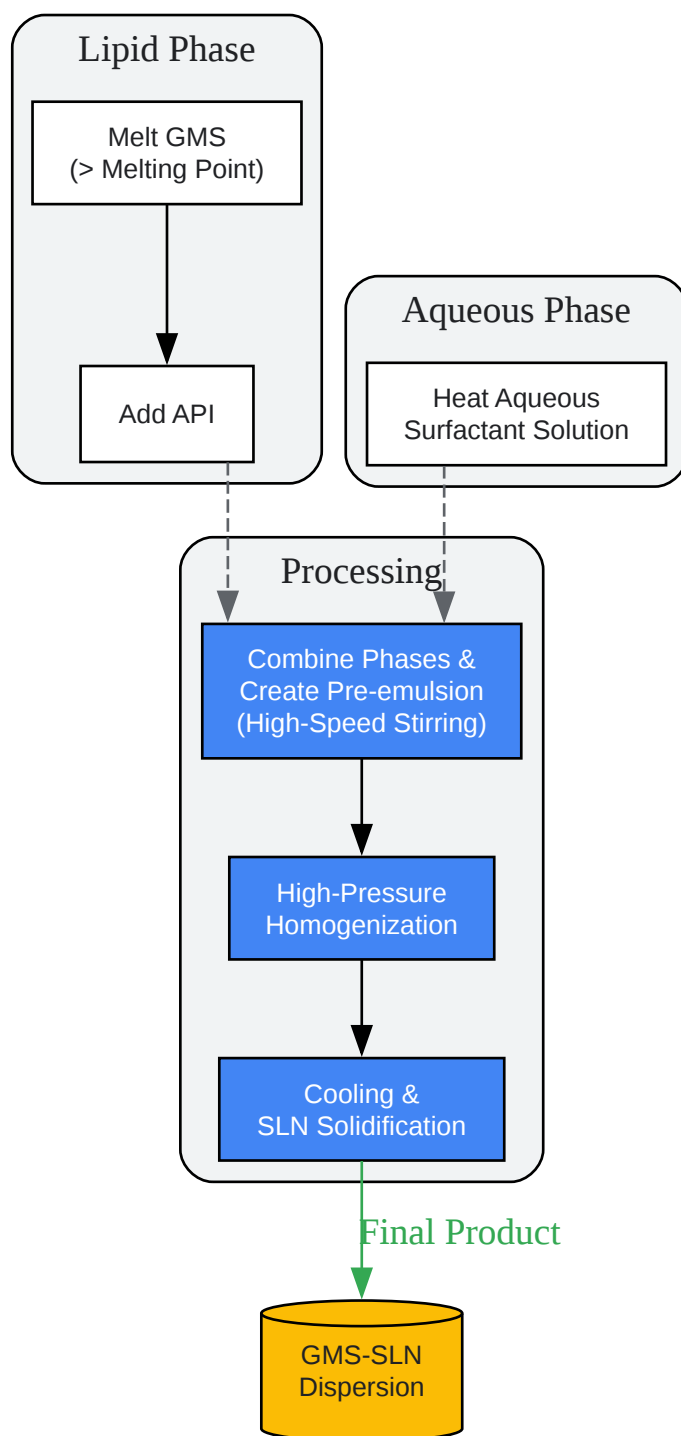 Lipid Phase
Melt GMS
(> Melting Point)
Add API
Aqueous Phase
Heat Aqueous
Surfactant Solution
Processing
Combine Phases &
Create Pre-emulsion
(High-Speed Stirring)
High-Pressure
Homogenization
Cooling &
SLN Solidification
Final Product
GMS-SLN
Dispersion